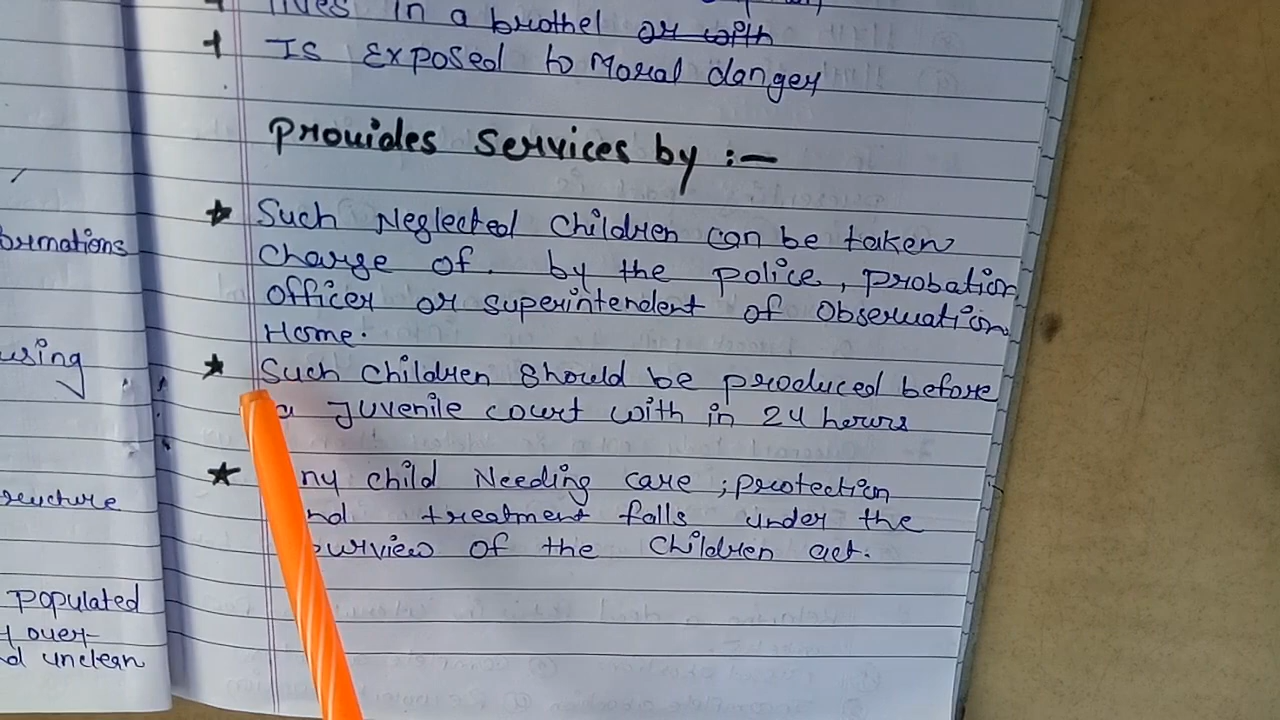 ormations
using
ructure
populated
over-
d unclean
lives in a brothel or with
+ Is Exposed to Moral danger
Provides Services by :-
★ Such Neglected Children can be taken
Charge of. by the police, probation
officer or superintendent of Observation
Home.
★ Such children should be produced before
a Juvenile court with in 24 hours
★ ny child Needing care ; protection
nd treatment falls under the
purview of the Children act.